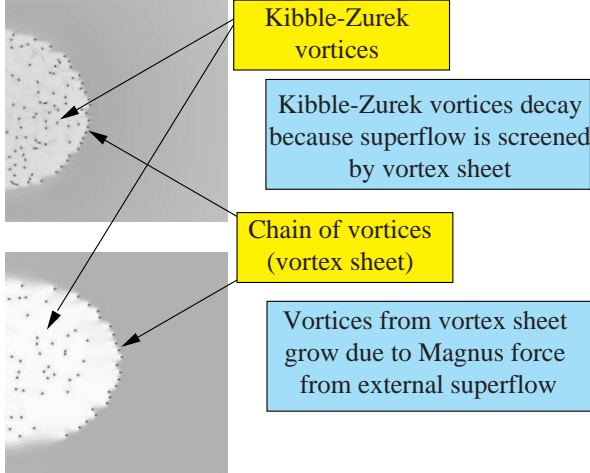 Kibble-Zurek
vortices
Kibble-Zurek vortices decay
because superflow is screened
by vortex sheet
Chain of vortices
(vortex sheet)
Vortices from vortex sheet
grow due to Magnus force
from external superflow